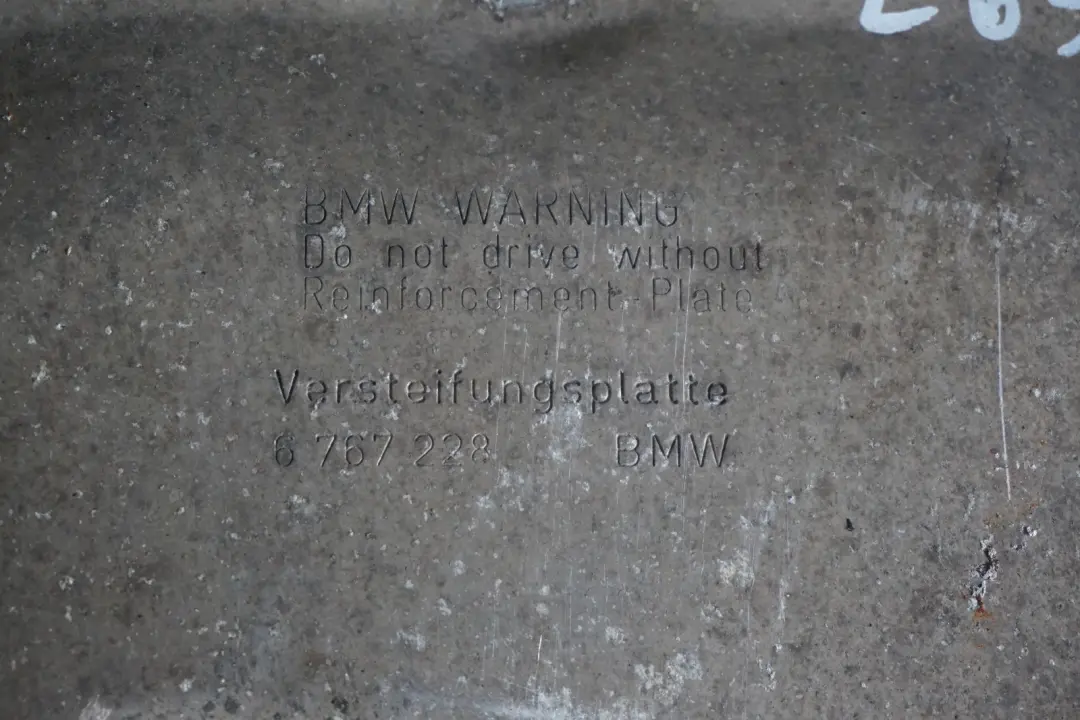 BMW WARNING
Do not drive without
Reinforcement-Plate
Versteifungsplatte
6 767 228 BMW